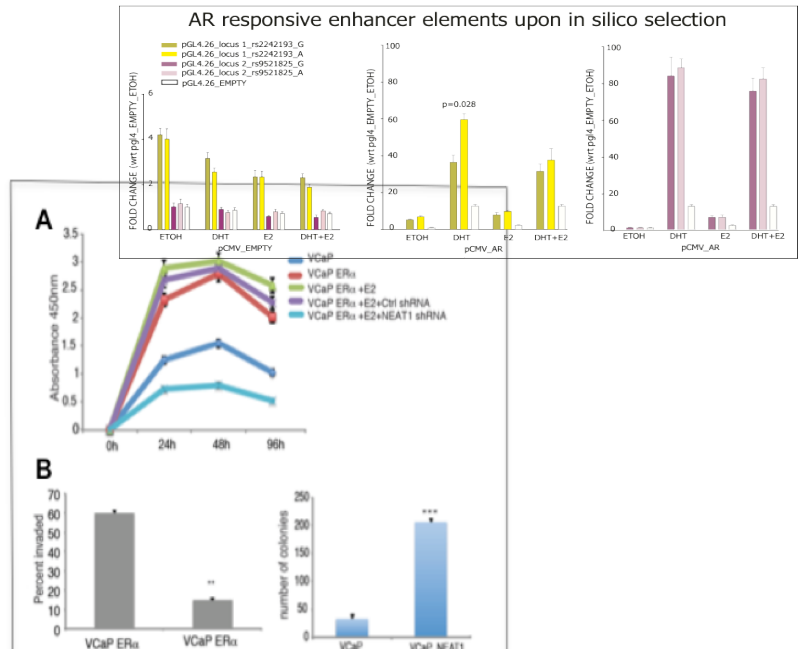 AR responsive enhancer elements upon in silico selection
pGL4.26_locus 1_rs2242193_G
pGL4.26_locus 1_rs2242193_A
pGL4.26_locus 2_rs9521825_G
pGL4.26_locus 2_rs9521825_A
pGL4.26_EMPTY
FOLD CHANGE (wrt pgl4_EMPTY_ETOH)
6
4
2
0
ETOH DHT E2 DHT+E2
pCMV_EMPTY
FOLD CHANGE (wrt pgl4_EMPTY_ETOH)
100
80
60
40
20
0
p=0.028
ETOH DHT E2 DHT+E2
pCMV_AR
FOLD CHANGE (wrt pgl4_EMPTY_ETOH)
100
80
60
40
20
0
ETOH DHT E2 DHT+E2
pCMV_AR
A
Absorbance 450nm
3.5
3
2.5
2
1.5
1
0.5
0
0h 24h 48h 96h
VCaP
VCaP ERα
VCaP ERα +E2
VCaP ERα +E2+Ctrl shRNA
VCaP ERα +E2+NEAT1 shRNA
B
Percent invaded
70
60
50
40
30
20
10
0
**
VCaP ERα VCaP ERα
number of colonies
250
200
150
100
50
0
***
VCaP VCaP NEAT1